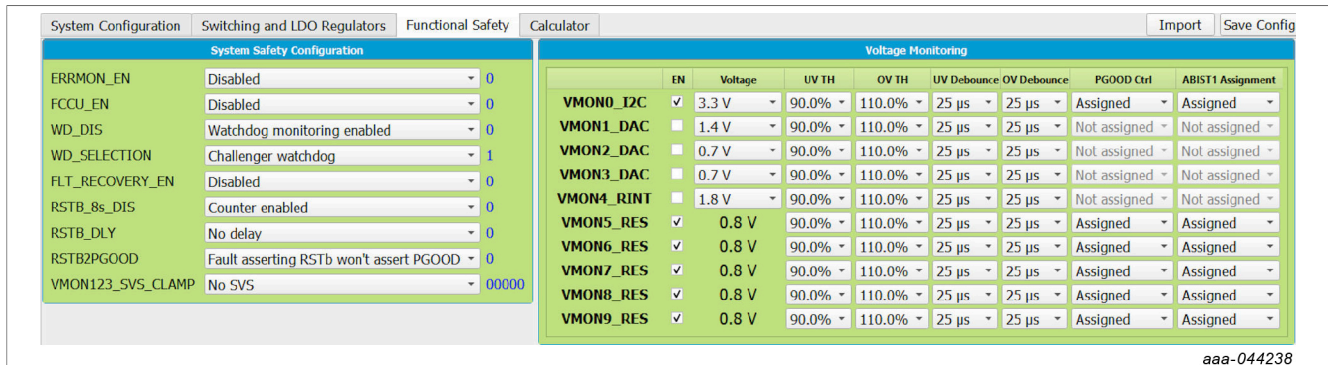 System Configuration Switching and LDO Regulators Functional Safety Calculator Import Save Config
System Safety Configuration
ERRMON_EN Disabled 0
FCCU_EN Disabled 0
WD_DIS Watchdog monitoring enabled 0
WD_SELECTION Challenger watchdog 1
FLT_RECOVERY_EN Disabled 0
RSTB_8s_DIS Counter enabled 0
RSTB_DLY No delay 0
RSTB2PGOOD Fault asserting RSTb won't assert PGOOD 0
VMON123_SVS_CLAMP No SVS 00000
Voltage Monitoring
EN Voltage UV TH OV TH UV Debounce OV Debounce PGOOD Ctrl ABIST1 Assignment
VMON0_I2C 3.3 V 90.0% 110.0% 25 µs 25 µs Assigned Assigned
VMON1_DAC 1.4 V 90.0% 110.0% 25 µs 25 µs Not assigned Not assigned
VMON2_DAC 0.7 V 90.0% 110.0% 25 µs 25 µs Not assigned Not assigned
VMON3_DAC 0.7 V 90.0% 110.0% 25 µs 25 µs Not assigned Not assigned
VMON4_RINT 1.8 V 90.0% 110.0% 25 µs 25 µs Not assigned Not assigned
VMON5_RES 0.8 V 90.0% 110.0% 25 µs 25 µs Assigned Assigned
VMON6_RES 0.8 V 90.0% 110.0% 25 µs 25 µs Assigned Assigned
VMON7_RES 0.8 V 90.0% 110.0% 25 µs 25 µs Assigned Assigned
VMON8_RES 0.8 V 90.0% 110.0% 25 µs 25 µs Assigned Assigned
VMON9_RES 0.8 V 90.0% 110.0% 25 µs 25 µs Assigned Assigned
aaa-044238